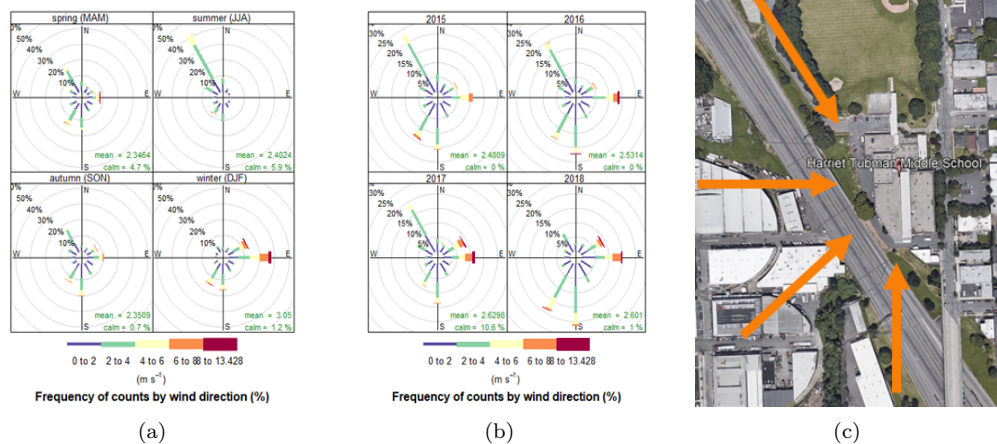 spring (MAM)
summer (JJA)
50%
40%
30%
20%
10%
N
W
E
S
mean = 2.3464
calm = 4.7 %
50%
40%
30%
20%
10%
N
W
E
S
mean = 2.4024
calm = 5.9 %
autumn (SON)
winter (DJF)
50%
40%
30%
20%
10%
N
W
E
S
mean = 2.3509
calm = 0.7 %
50%
40%
30%
20%
10%
N
W
E
S
mean = 3.05
calm = 1.2 %
0 to 2 2 to 4 4 to 6 6 to 8 8 to 13.428
(m s⁻¹)
Frequency of counts by wind direction (%)
(a)
2015
2016
30%
25%
20%
15%
10%
5%
N
W
E
S
mean = 2.4809
calm = 0 %
30%
25%
20%
15%
10%
5%
N
W
E
S
mean = 2.5314
calm = 0 %
2017
2018
30%
25%
20%
15%
10%
5%
N
W
E
S
mean = 2.6298
calm = 10.6 %
30%
25%
20%
15%
10%
5%
N
W
E
S
mean = 2.601
calm = 1 %
0 to 2 2 to 4 4 to 6 6 to 8 8 to 13.428
(m s⁻¹)
Frequency of counts by wind direction (%)
(b)
Harriet Tubman Middle School
(c)